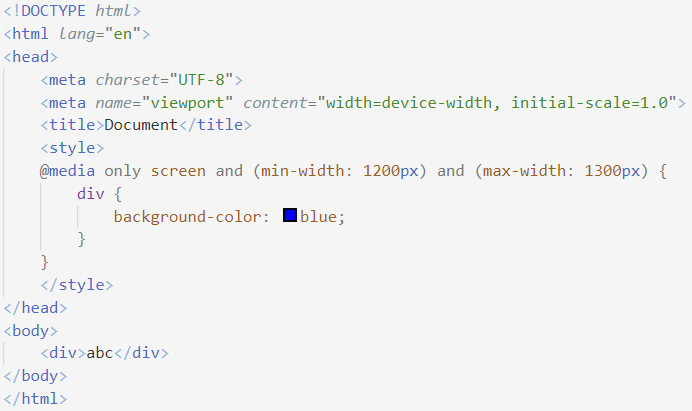 <!DOCTYPE html>
<html lang="en">
<head>
    <meta charset="UTF-8">
    <meta name="viewport" content="width=device-width, initial-scale=1.0">
    <title>Document</title>
    <style>
    @media only screen and (min-width: 1200px) and (max-width: 1300px) {
        div {
            background-color: blue;
        }
    }
    </style>
</head>
<body>
    <div>abc</div>
</body>
</html>